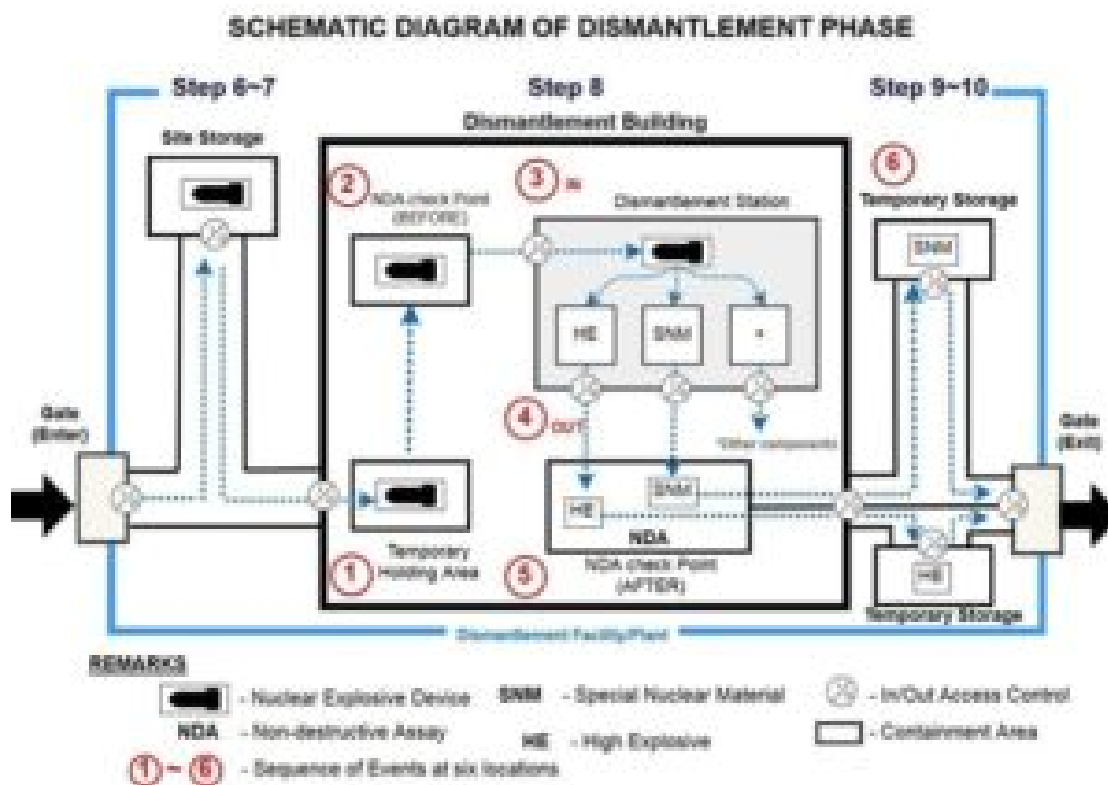 SCHEMATIC DIAGRAM OF DISMANTLEMENT PHASE
Step 6~7
Step 8
Step 9~10
Dismantlement Building
Site Storage
2
NDA check Point
(BEFORE)
3 IN
Dismantlement Station
6
Temporary Storage
SNM
HE
SNM
*
4 OUT
*Other components
Gate
(Enter)
Gate
(Exit)
SNM
HE
NDA
1
Temporary
Holding Area
5
NDA check Point
(AFTER)
HE
Temporary Storage
Dismantlement Facility/Plant
REMARKS
- Nuclear Explosive Device
SNM - Special Nuclear Material
- In/Out Access Control
NDA - Non-destructive Assay
HE - High Explosive
- Containment Area
1 ~ 6 - Sequence of Events at six locations